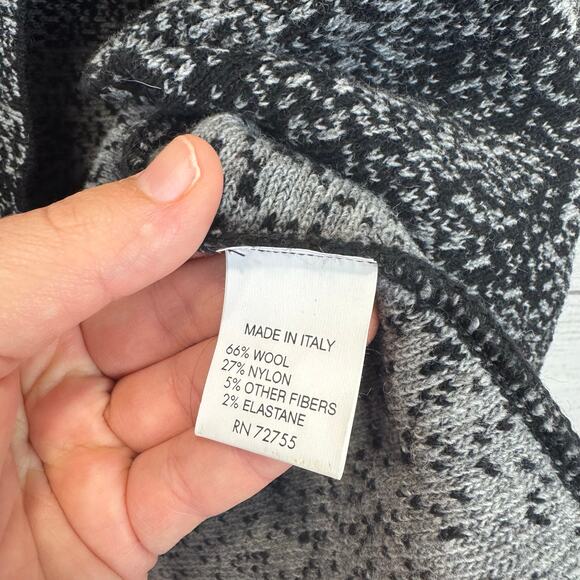 MADE IN ITALY
66% WOOL
27% NYLON
5% OTHER FIBERS
2% ELASTANE
RN 72755